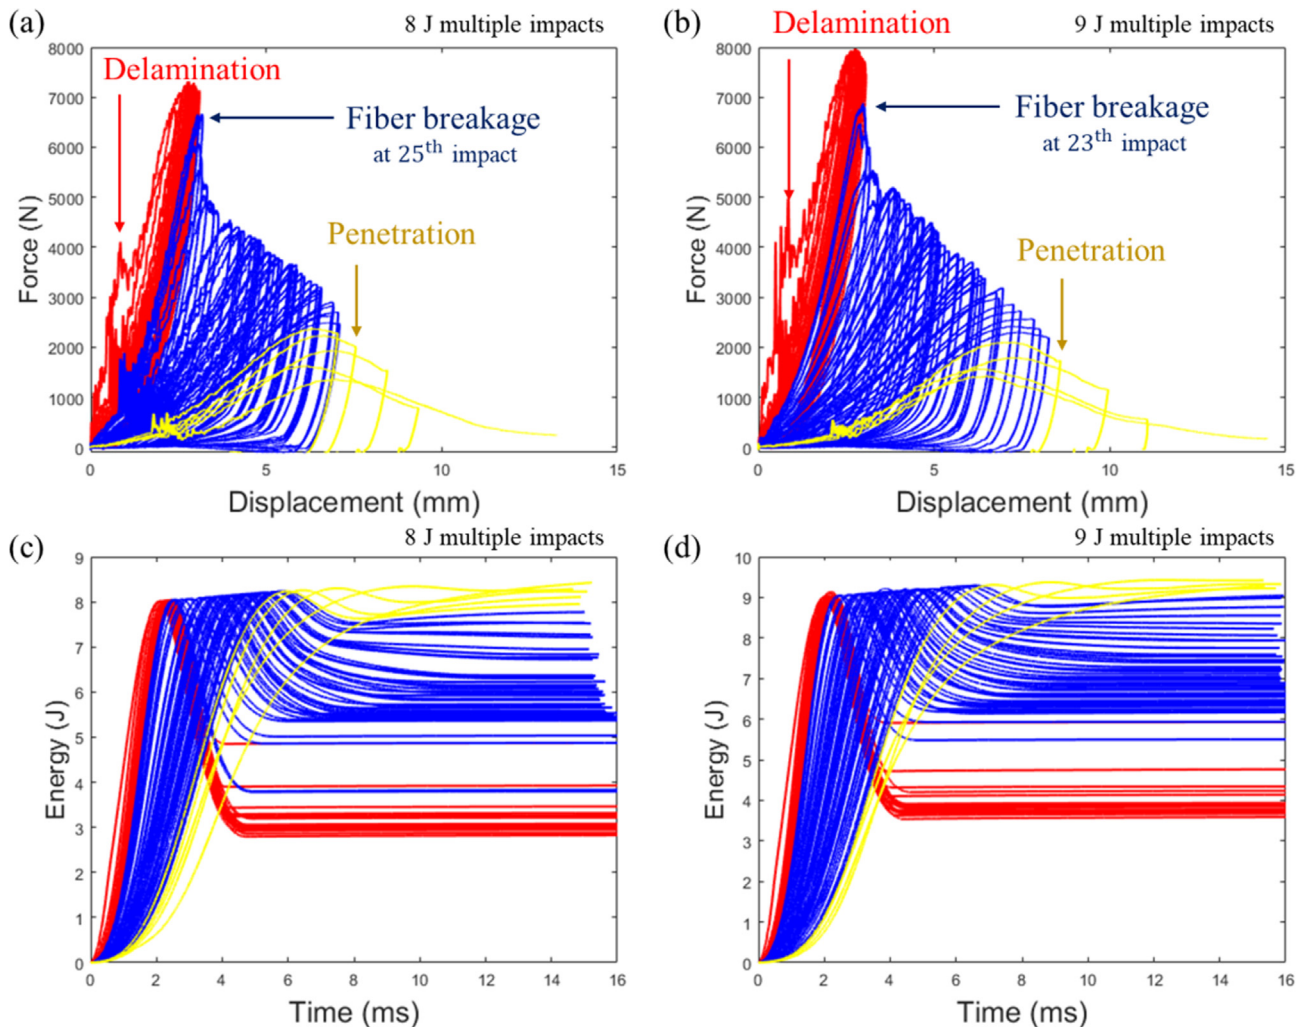 (a)
8 J multiple impacts
8000
7000
6000
5000
4000
3000
2000
1000
0
Force (N)
Delamination
Fiber breakage
at 25th impact
Penetration
0 5 10 15
Displacement (mm)
(b)
Delamination
9 J multiple impacts
8000
7000
6000
5000
4000
3000
2000
1000
0
Force (N)
Fiber breakage
at 23th impact
Penetration
0 5 10 15
Displacement (mm)
(c)
8 J multiple impacts
9
8
7
6
5
4
3
2
1
0
Energy (J)
0 2 4 6 8 10 12 14 16
Time (ms)
(d)
9 J multiple impacts
10
9
8
7
6
5
4
3
2
1
0
Energy (J)
0 2 4 6 8 10 12 14 16
Time (ms)